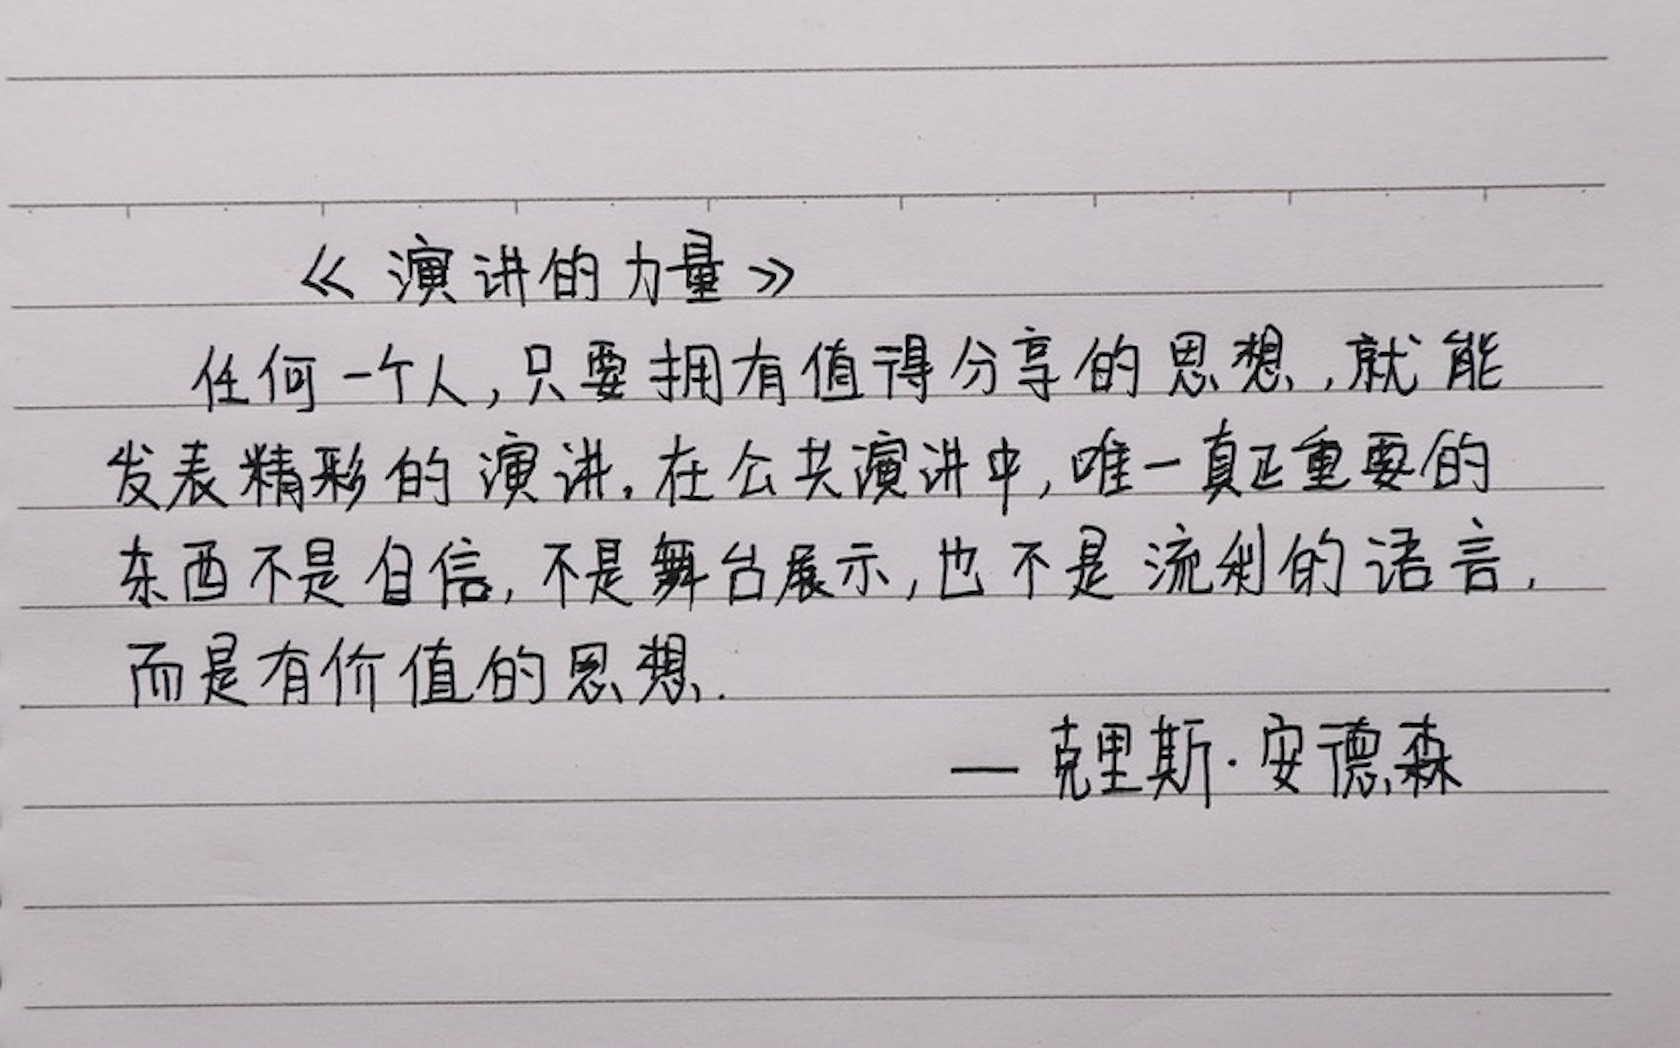 《演讲的力量》
任何一个人,只要拥有值得分享的思想,就能
发表精彩的演讲.在公共演讲中,唯一真正重要的
东西不是自信,不是舞台展示,也不是流利的语言,
而是有价值的思想.
— 克里斯·安德森